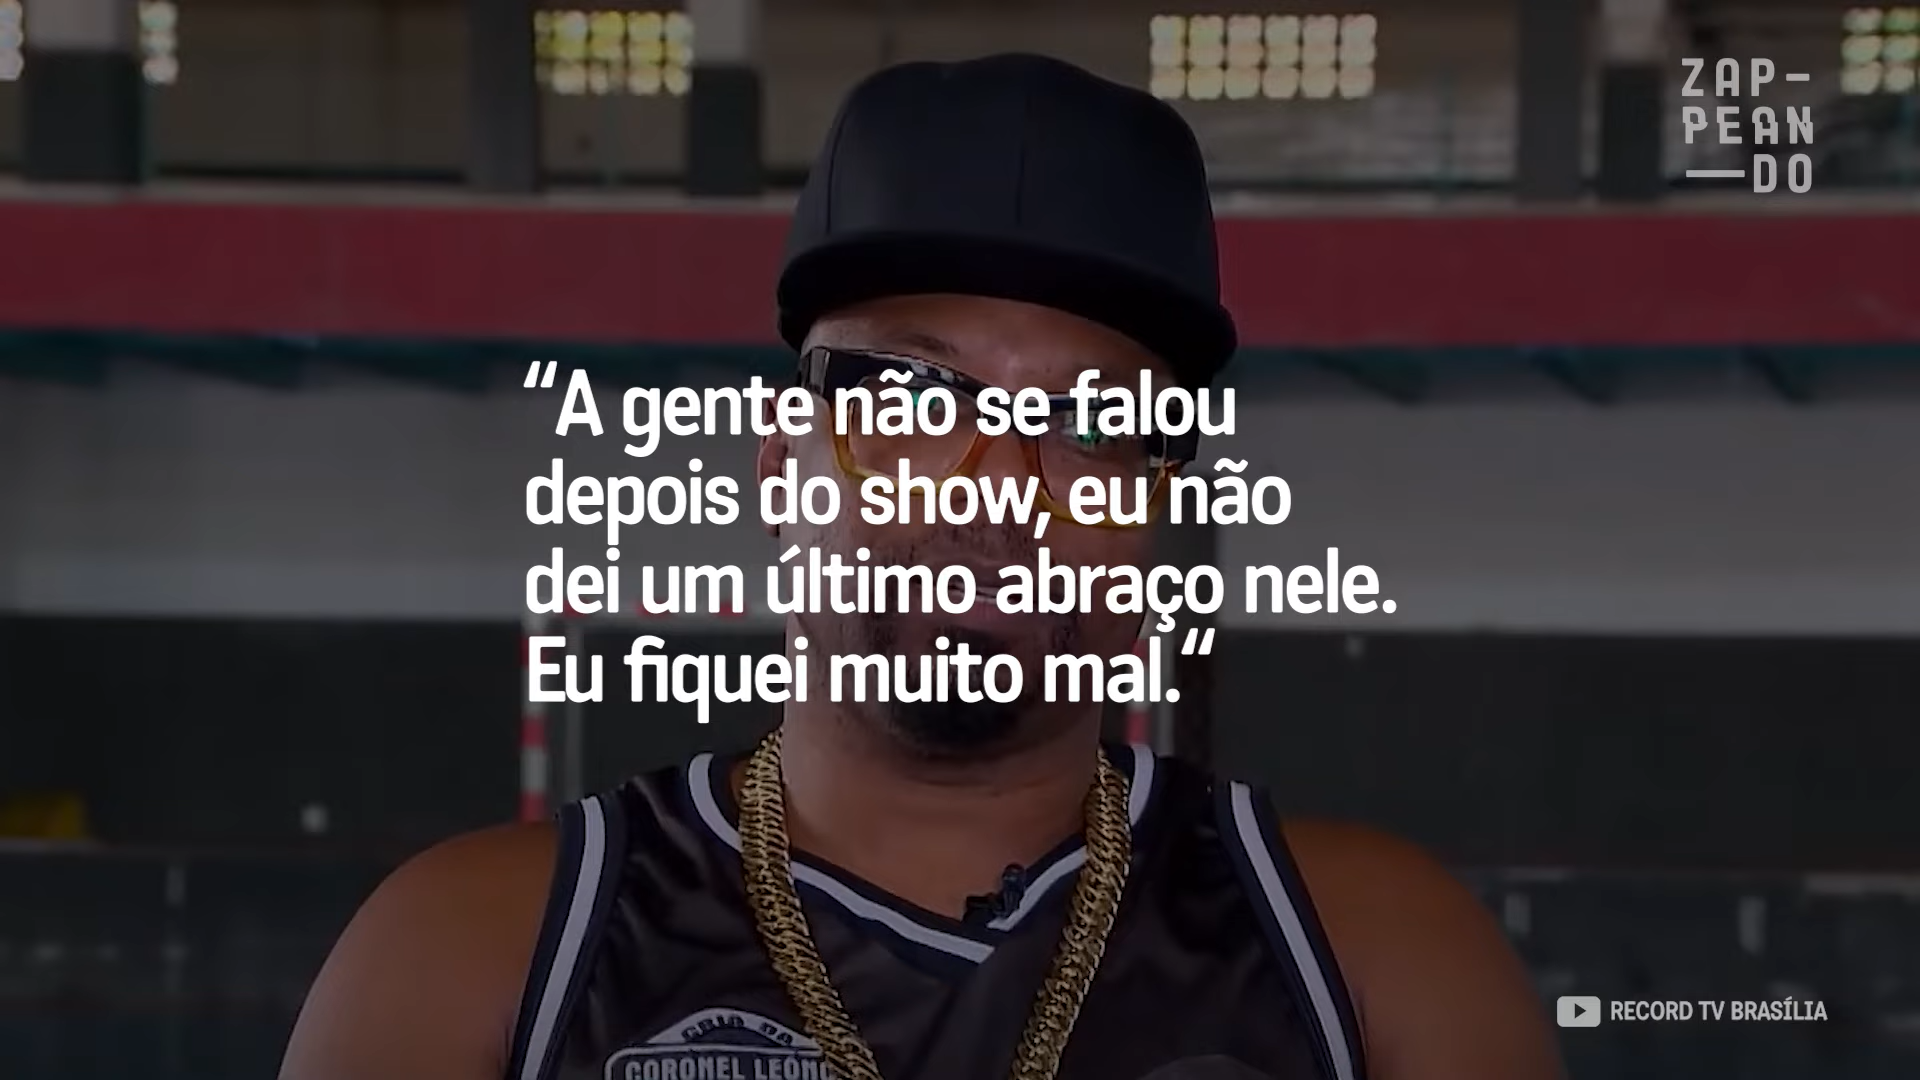 ZAP-
PEAN
—DO
“A gente não se falou
depois do show, eu não
dei um último abraço nele.
Eu fiquei muito mal.“
CORONEL
RECORD TV BRASÍLIA